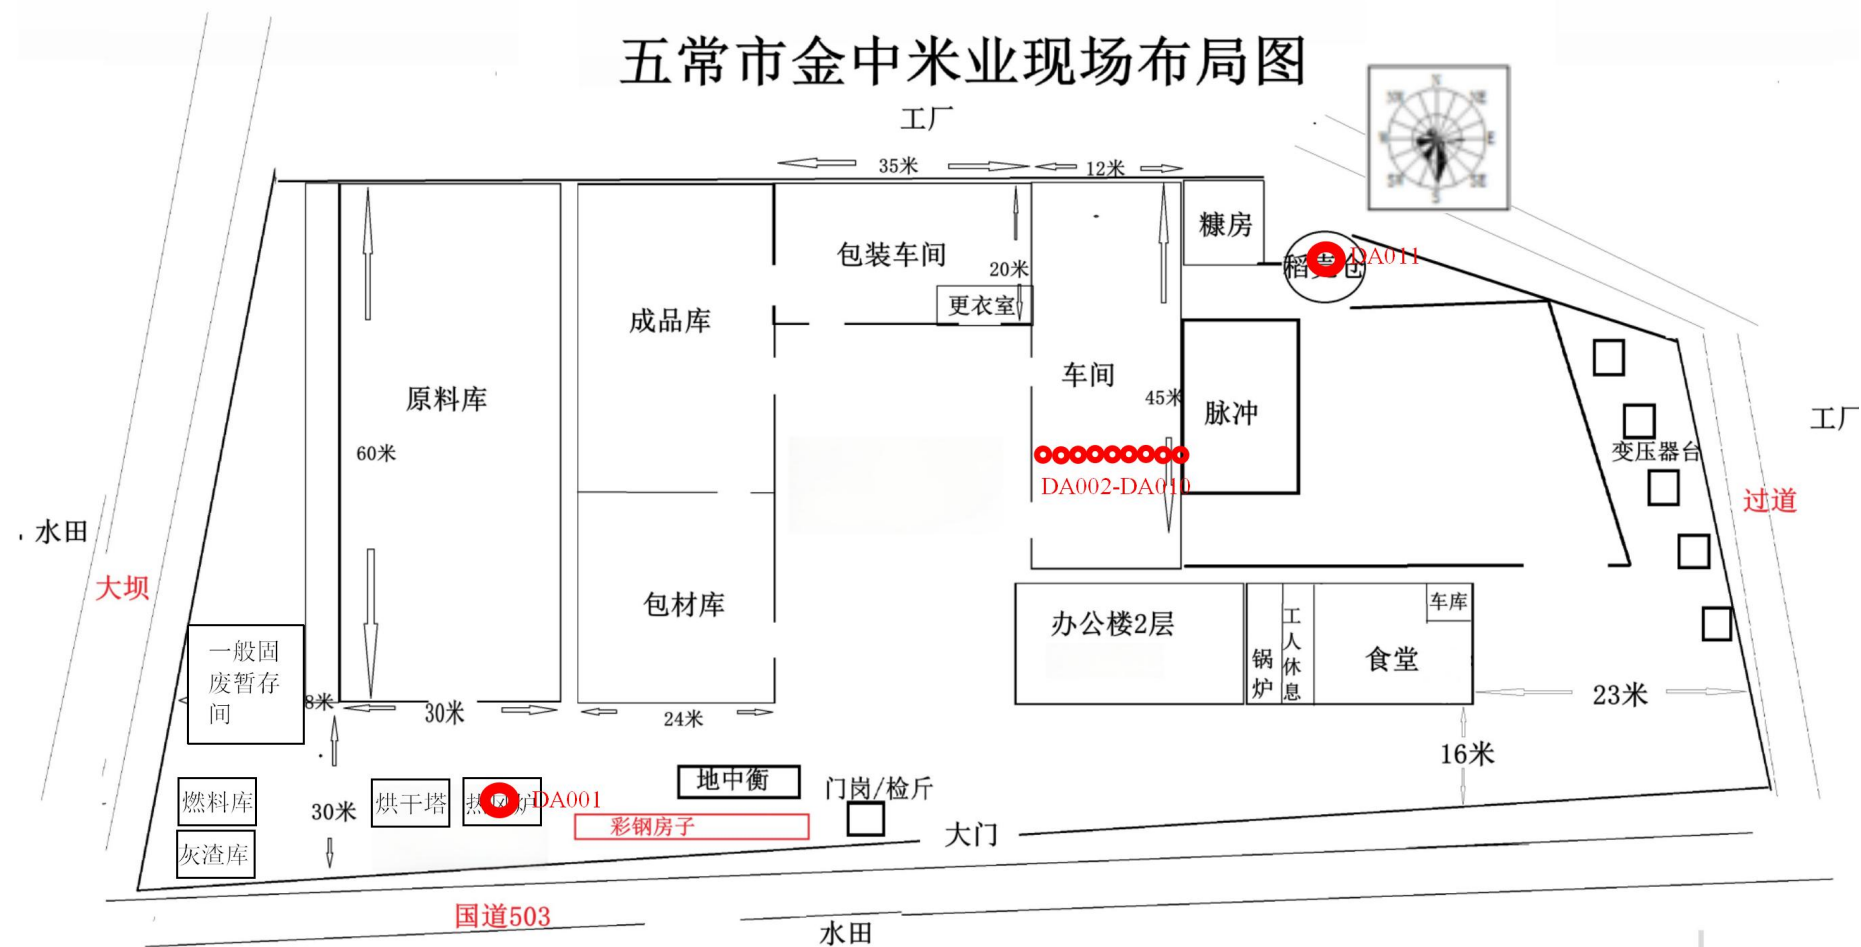 五常市金中米业现场布局图
工厂
N
NE
E
SE
S
SW
W
35米
12米
糠房
包装车间
20米
更衣室
DA011
成品库
车间
45米
原料库
脉冲
工厂
变压器台
60米
DA002-DA010
过道
水田
大坝
包材库
办公楼2层
锅炉
工人休息
车库
食堂
一般固
废暂存
间
8米
30米
24米
23米
16米
地中衡
门岗/检斤
燃料库
30米
烘干塔
DA001
彩钢房子
大门
灰渣库
国道503
水田